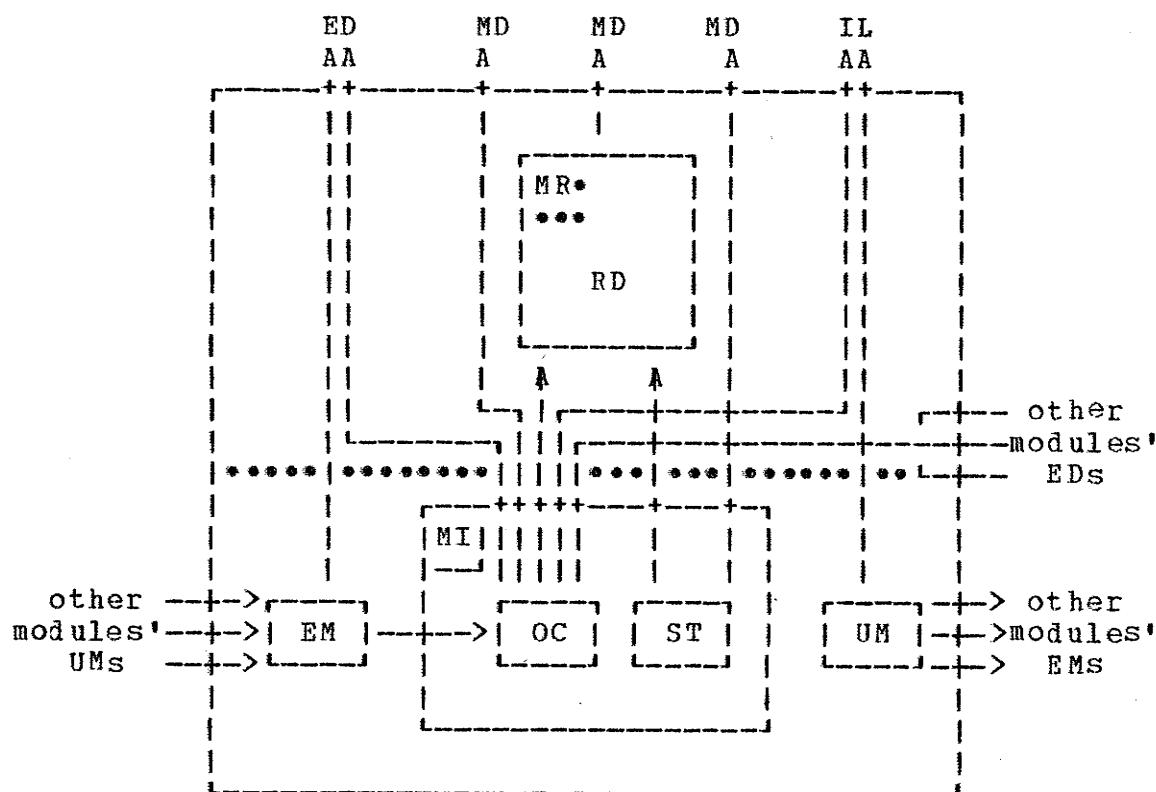 ED MD MD MD IL
AA A A A AA
MR
RD
A A
other
modules'
EDs
MI
other other
modules' EM OC ST UM modules'
UMs EMs